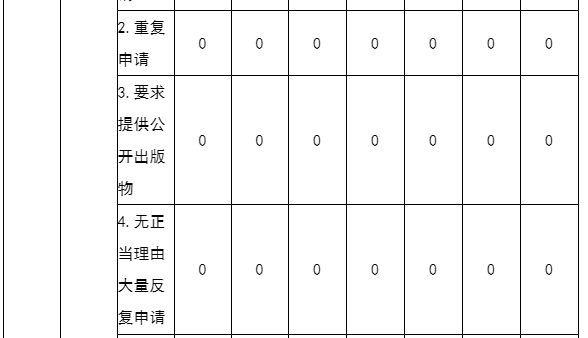 2. 重复
申请
0 0 0 0 0 0 0
3. 要求
提供公
开出版
物
0 0 0 0 0 0 0
4. 无正
当理由
大量反
复申请
0 0 0 0 0 0 0